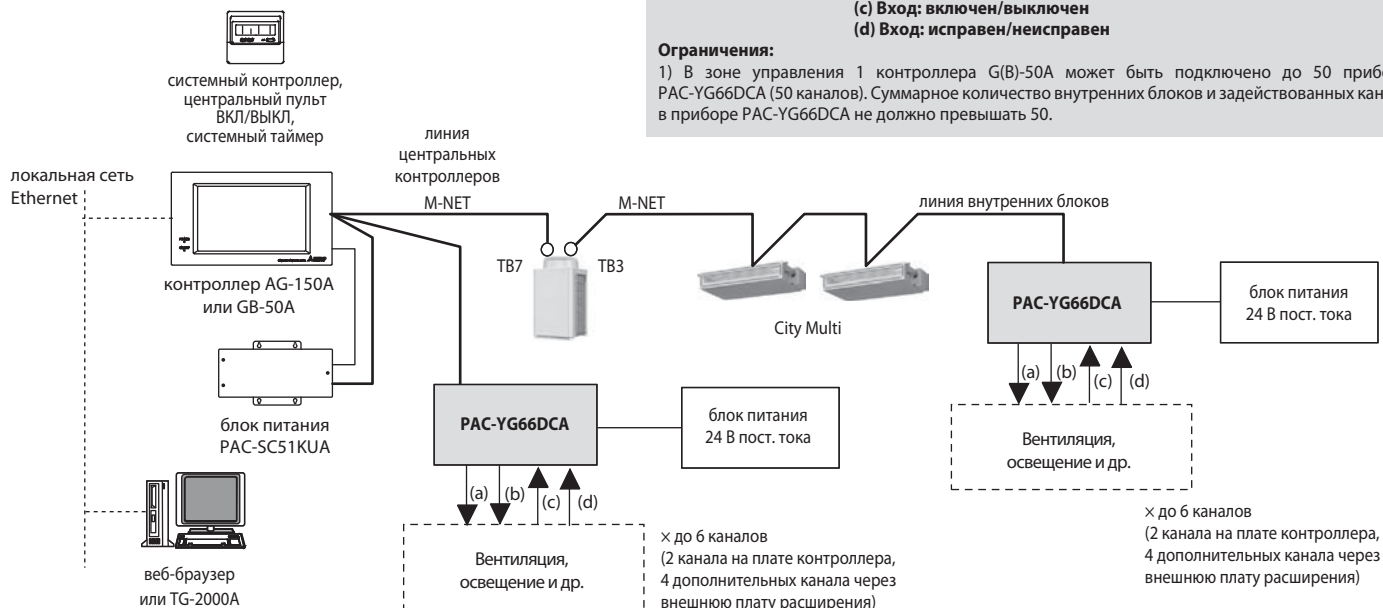 (c) Вход: включен/выключен
(d) Вход: исправен/неисправен
Ограничения:
1) В зоне управления 1 контроллера G(B)-50A может быть подключено до 50 прибо
PAC-YG66DCA (50 каналов). Суммарное количество внутренних блоков и задействованных кан
в приборе PAC-YG66DCA не должно превышать 50.
системный контроллер,
центральный пульт
ВКЛ/ВЫКЛ,
системный таймер
локальная сеть
Ethernet
линия
центральных
контроллеров
M-NET
M-NET
линия внутренних блоков
TB7
TB3
контроллер AG-150A
или GB-50A
City Multi
PAC-YG66DCA
блок питания
24 В пост. тока
(a)
(b)
(c)
(d)
Вентиляция,
освещение и др.
× до 6 каналов
(2 канала на плате контроллера,
4 дополнительных канала через
внешнюю плату расширения)
блок питания
PAC-SC51KUA
PAC-YG66DCA
блок питания
24 В пост. тока
(a)
(b)
(c)
(d)
Вентиляция,
освещение и др.
× до 6 каналов
(2 канала на плате контроллера,
4 дополнительных канала через
внешнюю плату расширения)
веб-браузер
или TG-2000A